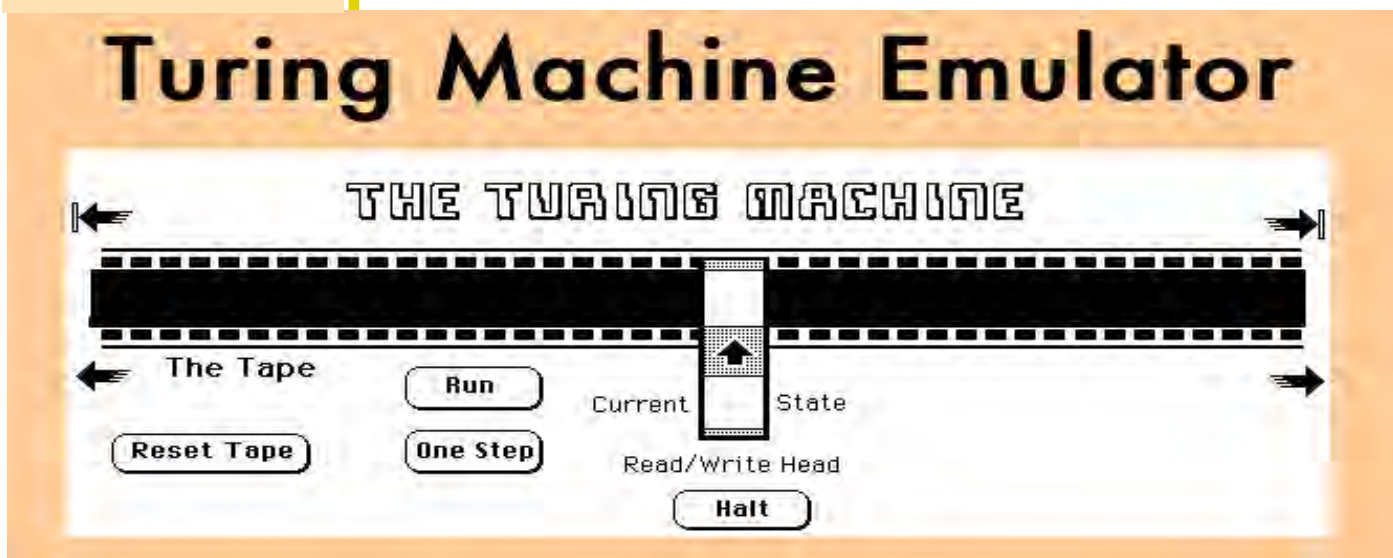 Turing Machine Emulator
THE TURING MACHINE
The Tape
Run
Current State
Reset Tape
One Step
Read/Write Head
Halt